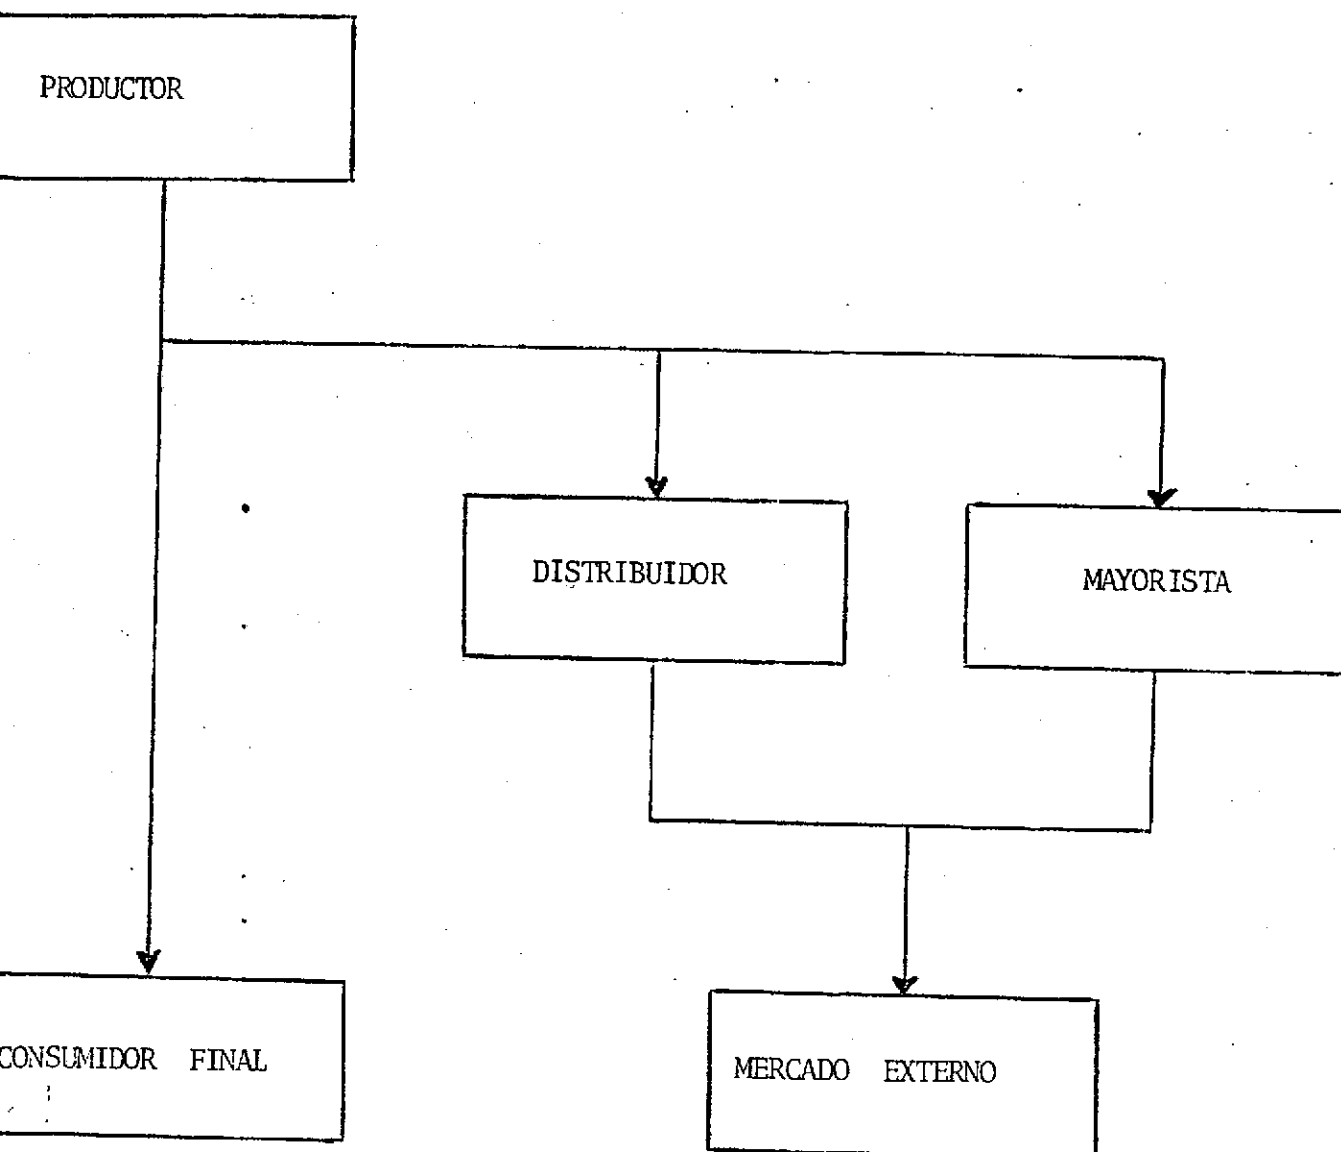 PRODUCTOR
DISTRIBUIDOR
MAYORISTA
CONSUMIDOR FINAL
MERCADO EXTERNO